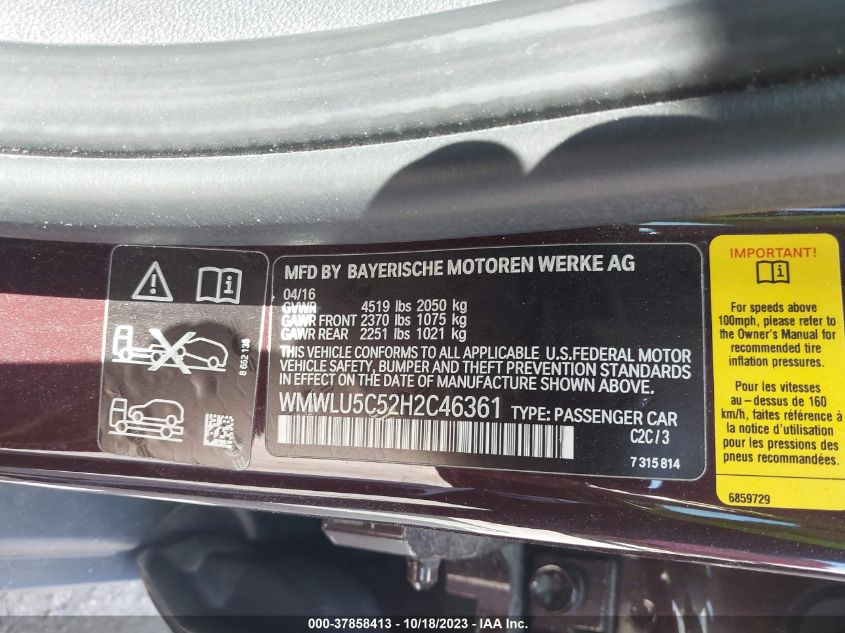 MFD BY BAYERISCHE MOTOREN WERKE AG
04/16
GVWR 4519 lbs 2050 kg
GAWR FRONT 2370 lbs 1075 kg
GAWR REAR 2251 lbs 1021 kg
THIS VEHICLE CONFORMS TO ALL APPLICABLE U.S.FEDERAL MOTOR
VEHICLE SAFETY, BUMPER AND THEFT PREVENTION STANDARDS
IN EFFECT ON THE DATE OF MANUFACTURE SHOWN ABOVE.
WMWLU5C52H2C46361 TYPE: PASSENGER CAR
C2C/3
7 315 814
8 652 138
IMPORTANT!
For speeds above
100mph, please refer to
the Owner's Manual for
recommended tire
inflation pressures.
Pour les vitesses
au-dessus de 160
km/h, faites référence à
la notice d'utilisation
pour les pressions des
pneus recommandées.
6859729
000-37858413 - 10/18/2023 - IAA Inc.